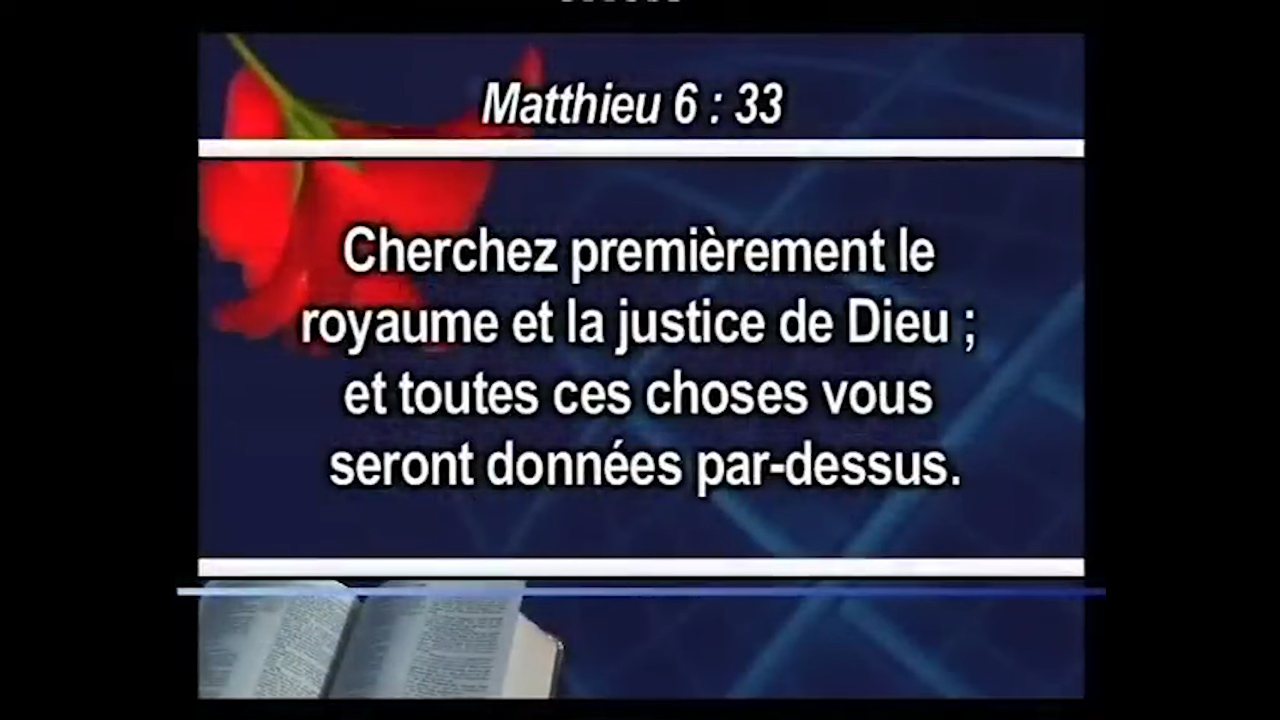 Matthieu 6 : 33
Cherchez premièrement le
royaume et la justice de Dieu ;
et toutes ces choses vous
seront données par-dessus.